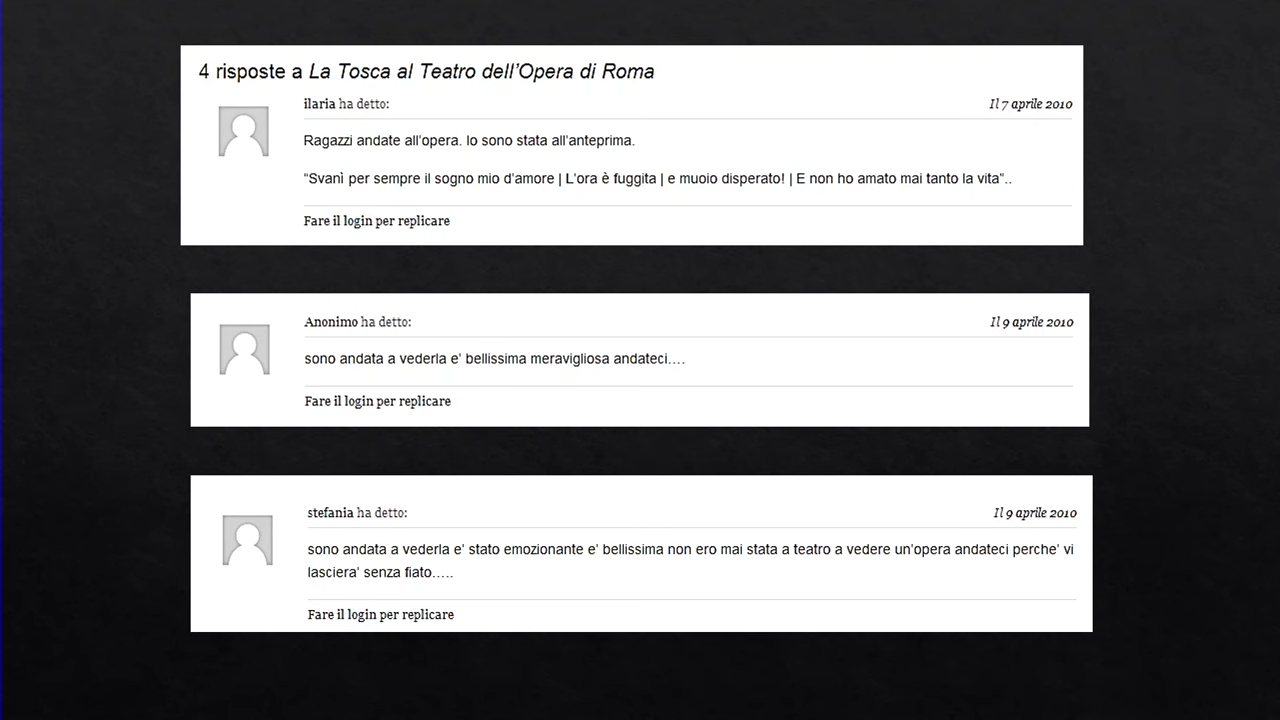 4 risposte a La Tosca al Teatro dell'Opera di Roma
ilaria ha detto:
Il 7 aprile 2010
Ragazzi andate all'opera. Io sono stata all'anteprima.
"Svanì per sempre il sogno mio d'amore | L'ora è fuggita | e muoio disperato! | E non ho amato mai tanto la vita"..
Fare il login per replicare
Anonimo ha detto:
Il 9 aprile 2010
sono andata a vederla e' bellissima meravigliosa andateci....
Fare il login per replicare
stefania ha detto:
Il 9 aprile 2010
sono andata a vederla e' stato emozionante e' bellissima non ero mai stata a teatro a vedere un'opera andateci perche' vi
lasciera' senza fiato.....
Fare il login per replicare